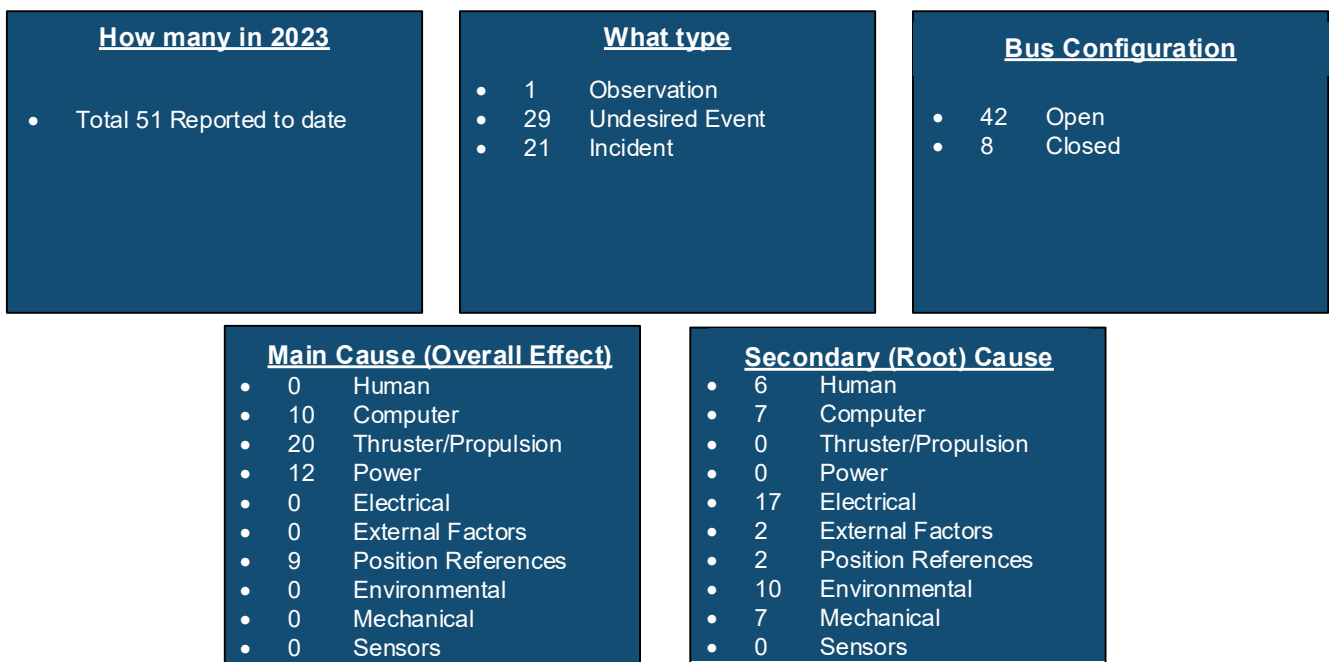 How many in 2023
• Total 51 Reported to date
What type
• 1 Observation
• 29 Undesired Event
• 21 Incident
Bus Configuration
• 42 Open
• 8 Closed
Main Cause (Overall Effect)
• 0 Human
• 10 Computer
• 20 Thruster/Propulsion
• 12 Power
• 0 Electrical
• 0 External Factors
• 9 Position References
• 0 Environmental
• 0 Mechanical
• 0 Sensors
Secondary (Root) Cause
• 6 Human
• 7 Computer
• 0 Thruster/Propulsion
• 0 Power
• 17 Electrical
• 2 External Factors
• 2 Position References
• 10 Environmental
• 7 Mechanical
• 0 Sensors